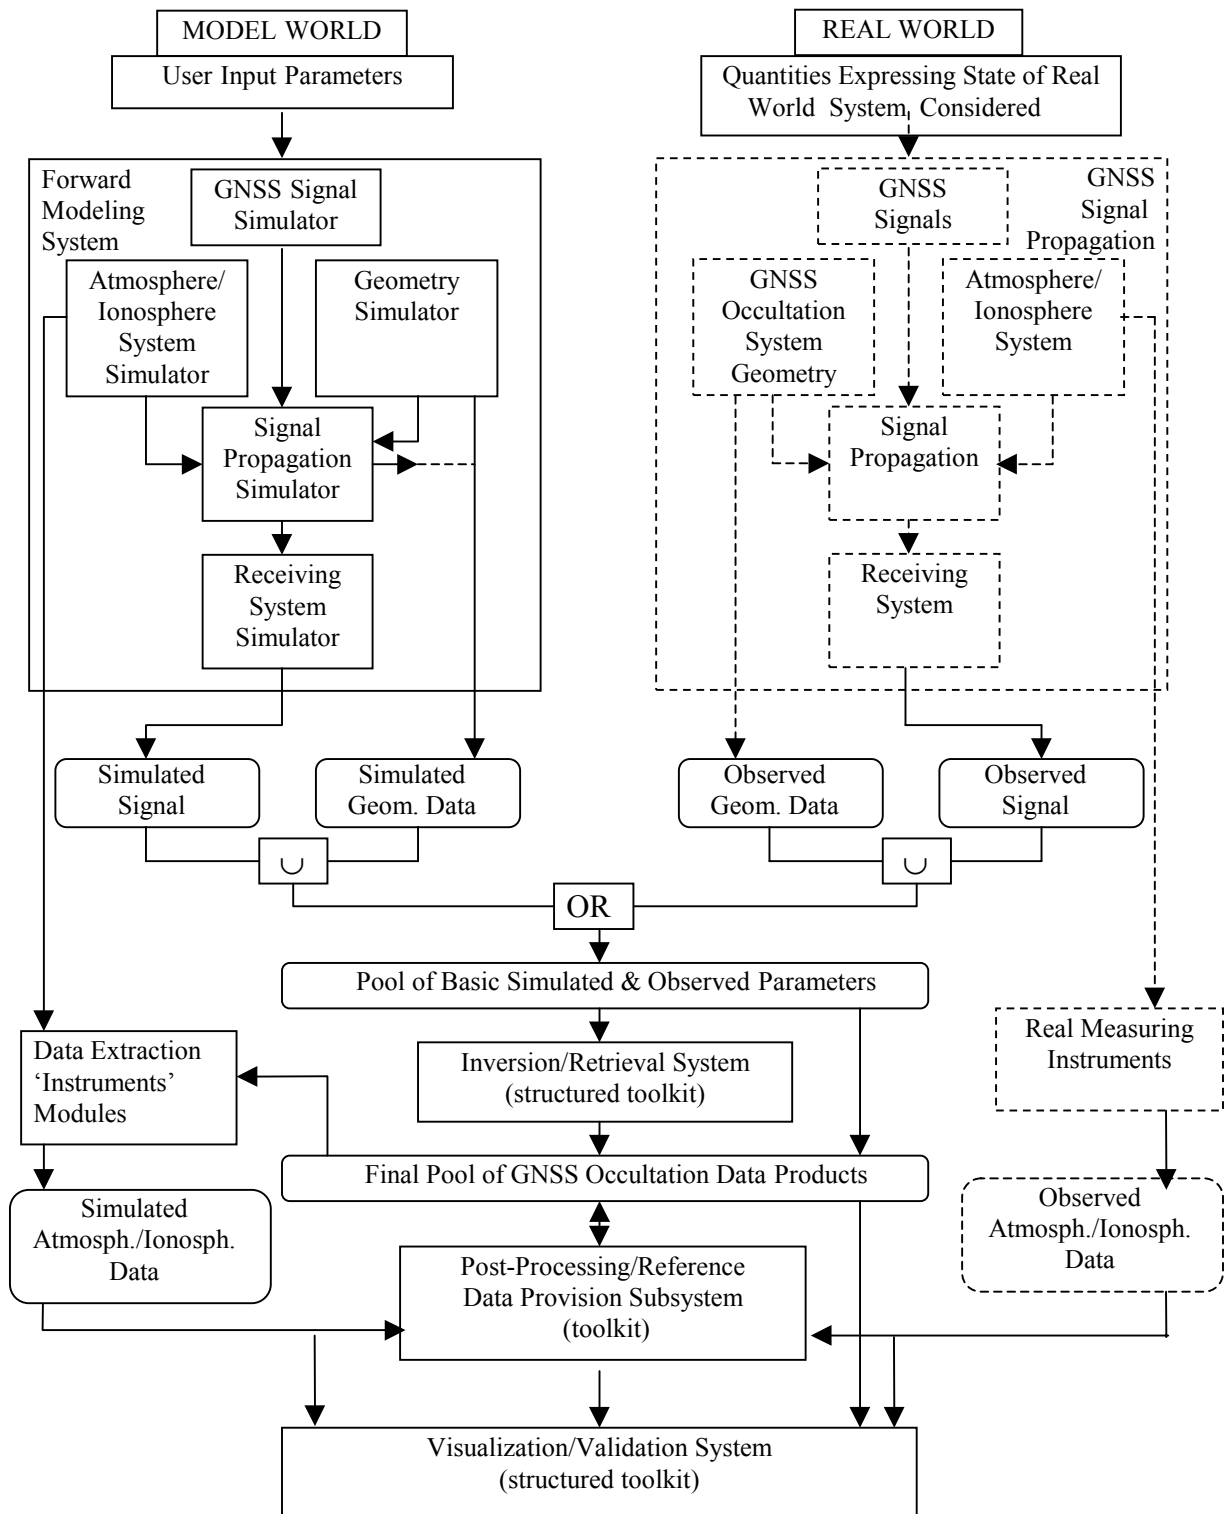 MODEL WORLD
User Input Parameters
REAL WORLD
Quantities Expressing State of Real
World System, Considered
Forward
Modeling
System
GNSS Signal
Simulator
Atmosphere/
Ionosphere
System
Simulator
Geometry
Simulator
Signal
Propagation
Simulator
Receiving
System
Simulator
GNSS
Signals
GNSS
Signal
Propagation
GNSS
Occultation
System
Geometry
Atmosphere/
Ionosphere
System
Signal
Propagation
Receiving
System
Simulated
Signal
Simulated
Geom. Data
Observed
Geom. Data
Observed
Signal
∪
∪
OR
Pool of Basic Simulated & Observed Parameters
Data Extraction
‘Instruments’
Modules
Inversion/Retrieval System
(structured toolkit)
Real Measuring
Instruments
Final Pool of GNSS Occultation Data Products
Simulated
Atmosph./Ionosph.
Data
Post-Processing/Reference
Data Provision Subsystem
(toolkit)
Observed
Atmosph./Ionosph.
Data
Visualization/Validation System
(structured toolkit)